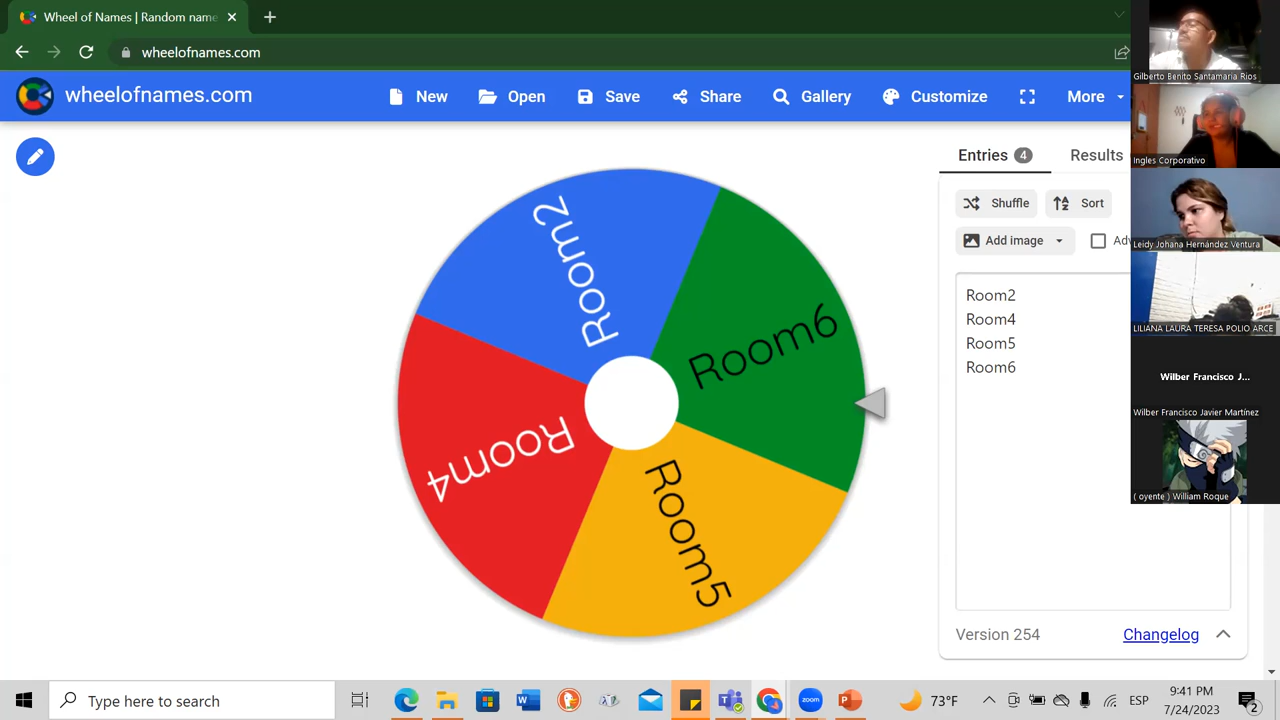 Wheel of Names | Random name
wheelofnames.com
wheelofnames.com
New
Open
Save
Share
Gallery
Customize
More
Entries 4
Results
Shuffle
Sort
Add image
Adv
Room2
Room4
Room5
Room6
Version 254
Changelog
Room2
Room6
Room4
Room5
Gilberto Benito Santamaria Rios
Ingles Corporativo
Leidy Johana Hernández Ventura
LILIANA LAURA TERESA POLIO ARCE
Wilber Francisco J...
Wilber Francisco Javier Martínez
( oyente ) William Roque
Type here to search
73°F
ESP
9:41 PM
7/24/2023
2